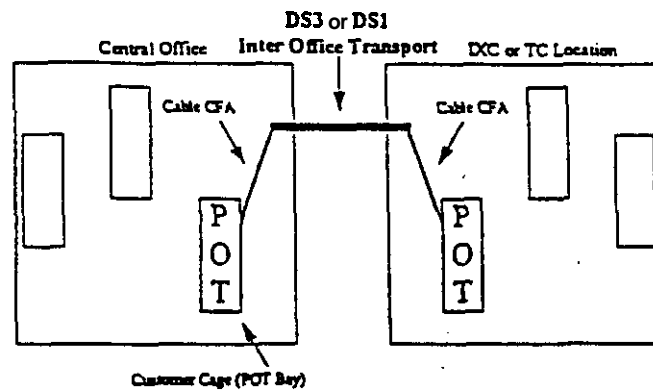 DS3 or DS1
Inter Office Transport
Central Office
IXC or TC Location
Cable CFA
Cable CFA
P
O
T
P
O
T
Customer Cage (POT Bay)